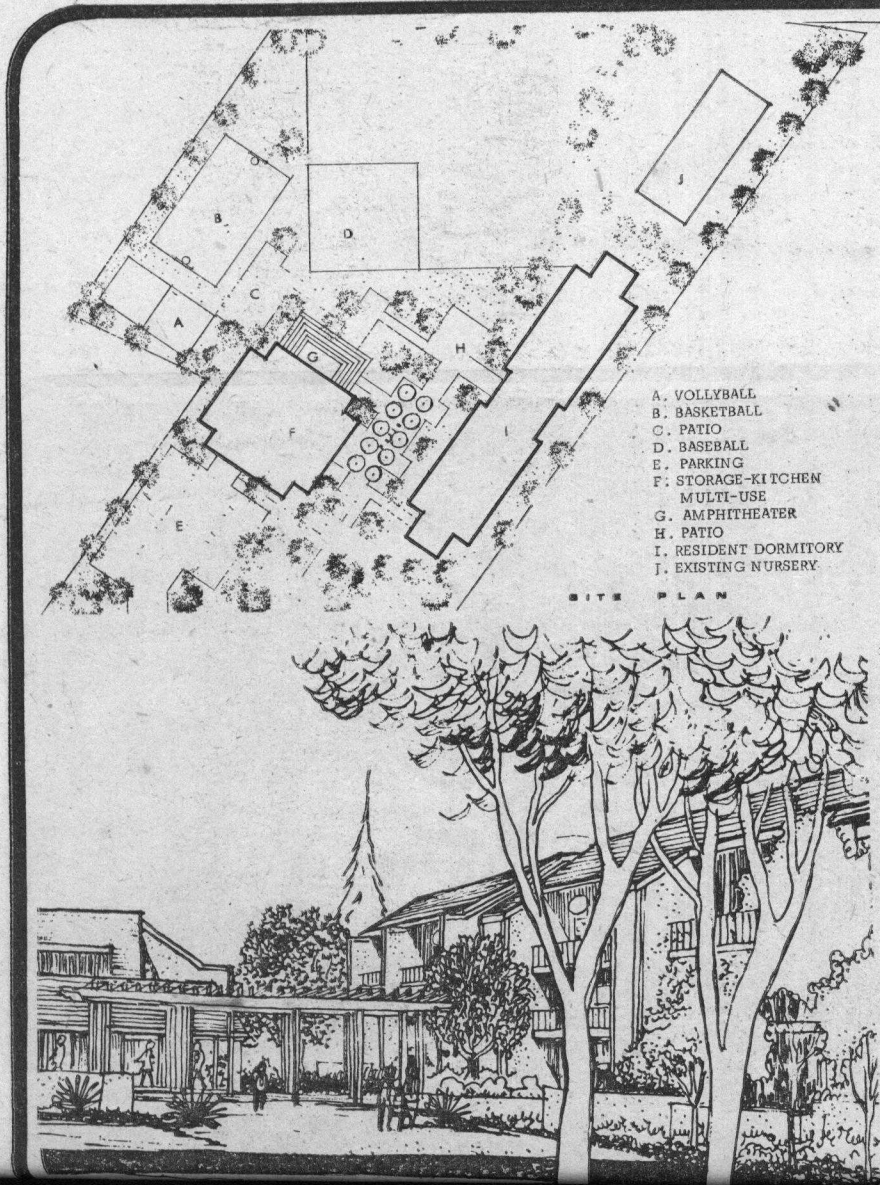 B
D
J
C
A
G
H
F
I
E
A. VOLLYBALL
B. BASKETBALL
C. PATIO
D. BASEBALL
E. PARKING
F. STORAGE-KITCHEN
MULTI-USE
G. AMPHITHEATER
H. PATIO
I. RESIDENT DORMITORY
J. EXISTING NURSERY
SITE PLAN